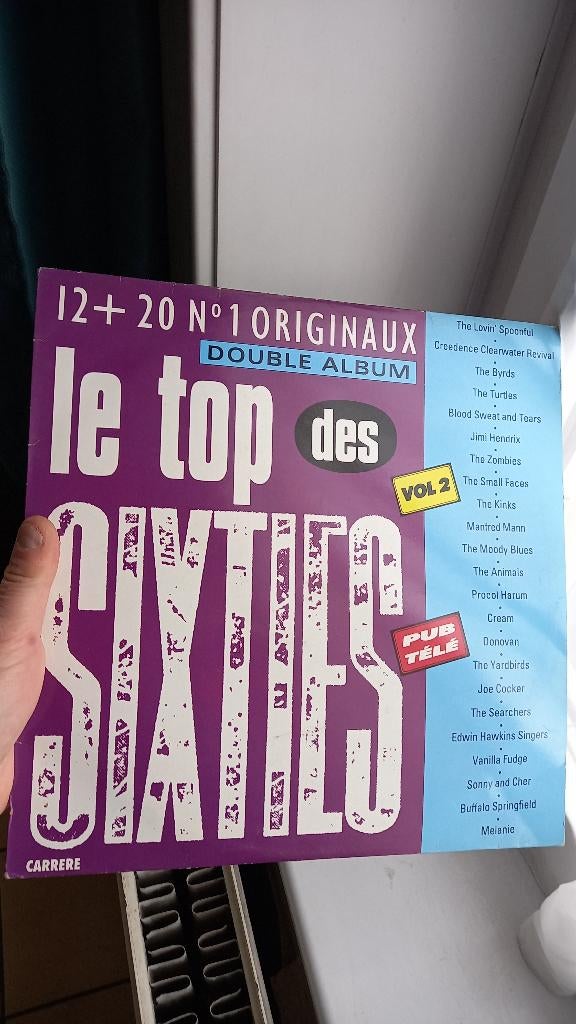 12+ 20 Nº 1 ORIGINAUX
DOUBLE ALBUM
le top des
SIXTIES
VOL 2
PUB
TÉLÉ
CARRERE
The Lovin' Spoonful
Creedence Clearwater Revival
The Byrds
The Turtles
Blood Sweat and Tears
Jimi Hendrix
The Zombies
The Small Faces
The Kinks
Manfred Mann
The Moody Blues
The Animals
Procol Harum
Cream
Donovan
The Yardbirds
Joe Cocker
The Searchers
Edwin Hawkins Singers
Vanilla Fudge
Sonny and Cher
Buffalo Springfield
Melanie